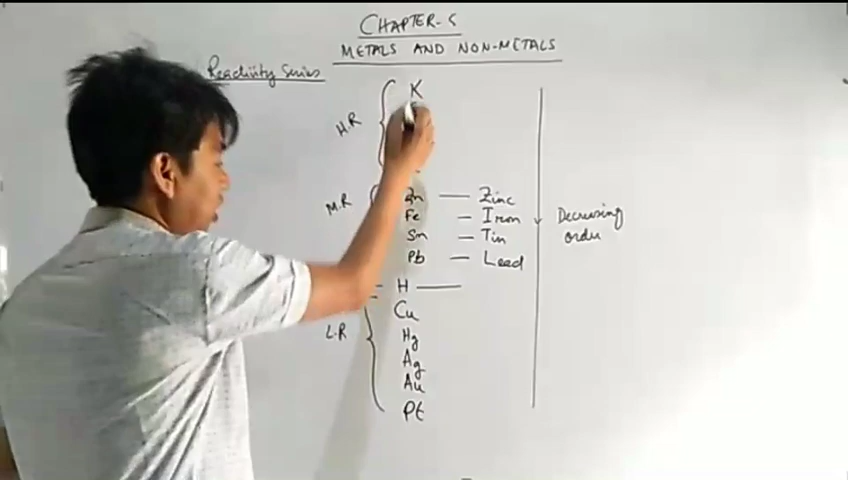 CHAPTER-5
METALS AND NON-METALS
Reactivity Series
K
H.R
M.R
Zn — Zinc
Fe – Iron
Sn – Tin
Pb – Lead
Decreasing
order
H
L.R
Cu
Hg
Ag
Au
Pt